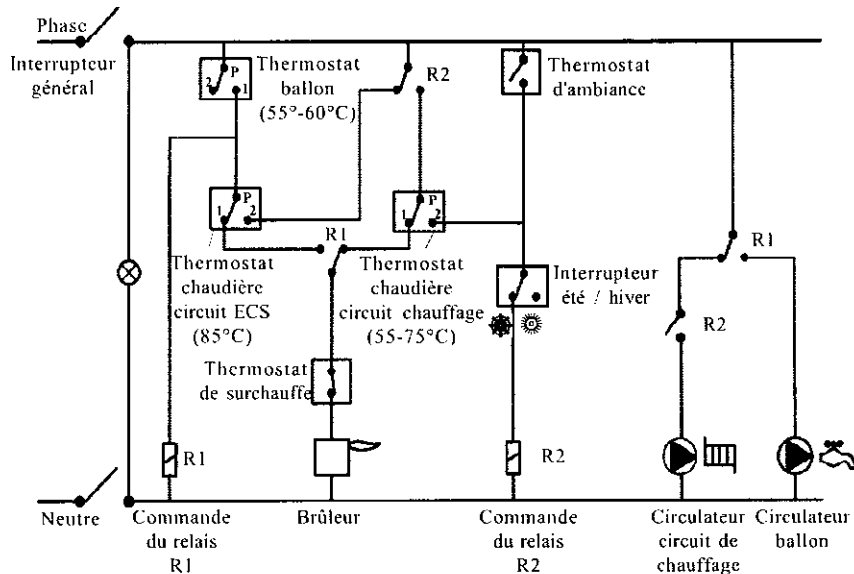 Phase
Interrupteur
général
2 P 1
Thermostat
ballon
(55°-60°C)
R2
Thermostat
d'ambiance
P
1 2
P
1 2
R1
R1
Thermostat
chaudière
circuit ECS
(85°C)
Thermostat
chaudière
circuit chauffage
(55-75°C)
Interrupteur
été / hiver
R2
Thermostat
de surchauffe
R1
R2
Neutre
Commande
du relais
R1
Brûleur
Commande
du relais
R2
Circulateur
circuit de
chauffage
Circulateur
ballon